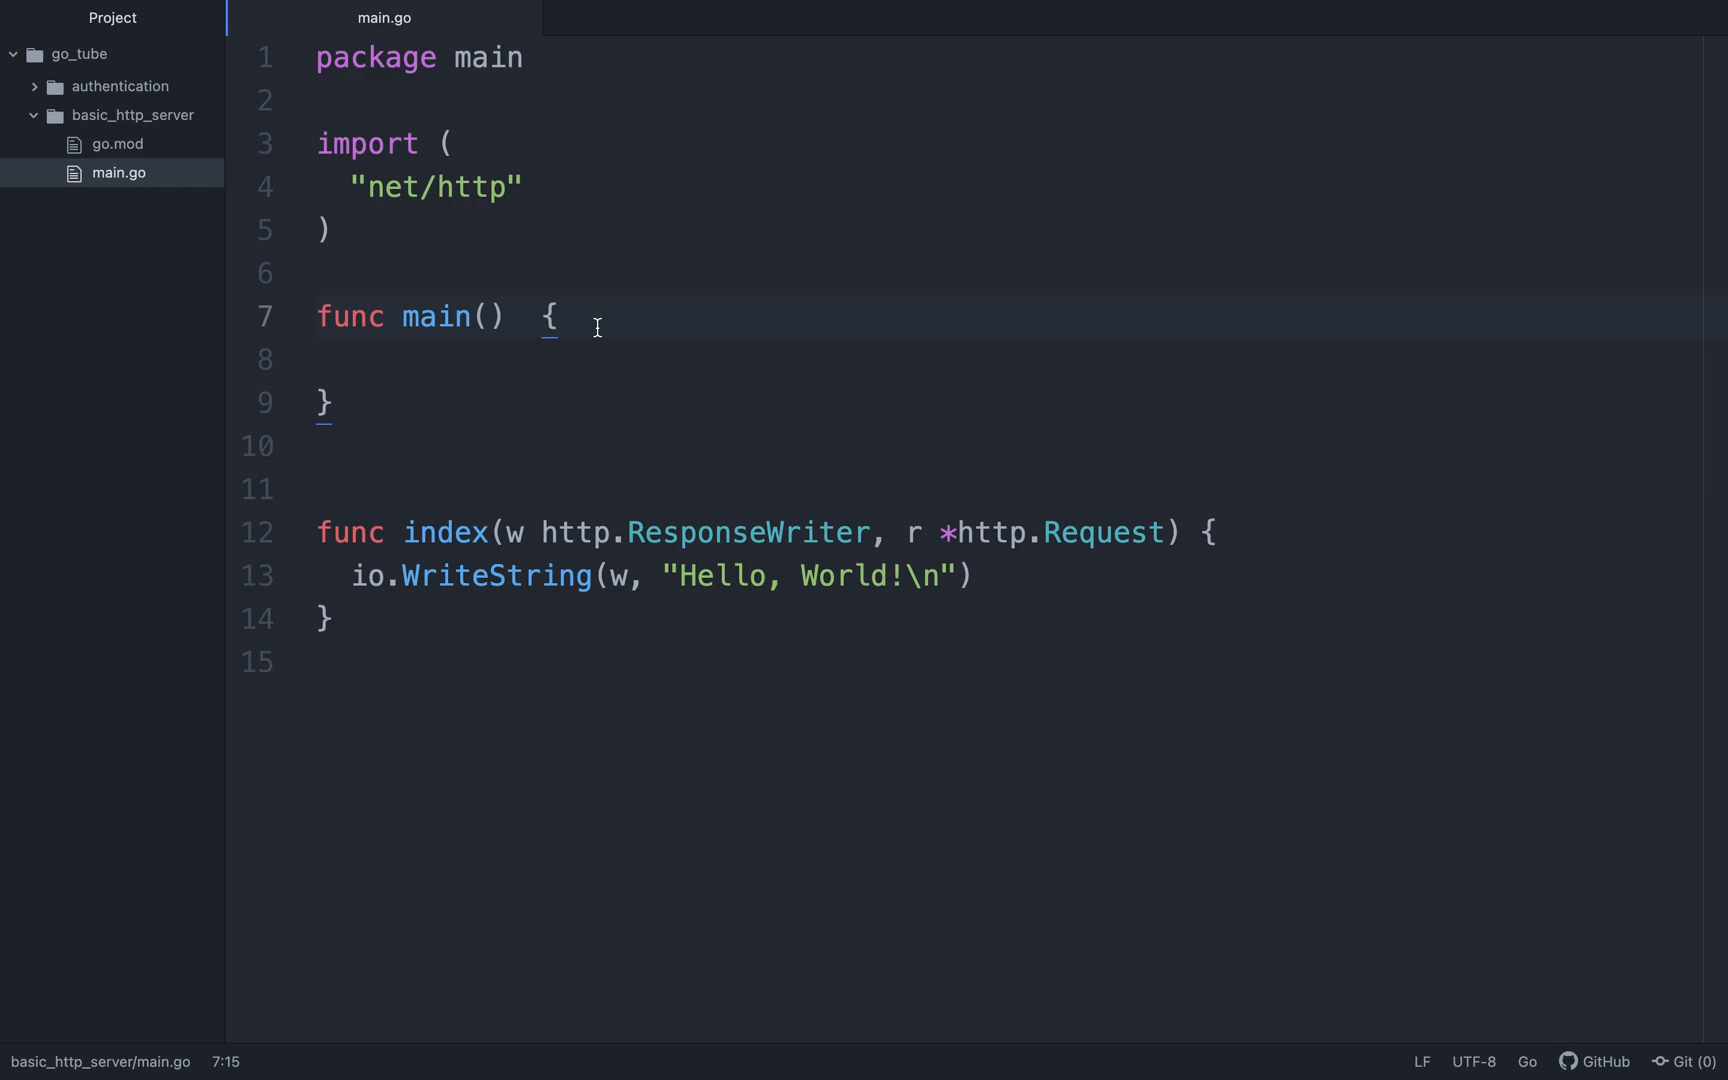 Project
main.go
go_tube
authentication
basic_http_server
go.mod
main.go
1 package main
2
3 import (
4 "net/http"
5 )
6
7 func main()  {
8
9 }
10
11
12 func index(w http.ResponseWriter, r *http.Request) {
13 io.WriteString(w, "Hello, World!\n")
14 }
15
basic_http_server/main.go 7:15 LF UTF-8 Go GitHub Git (0)